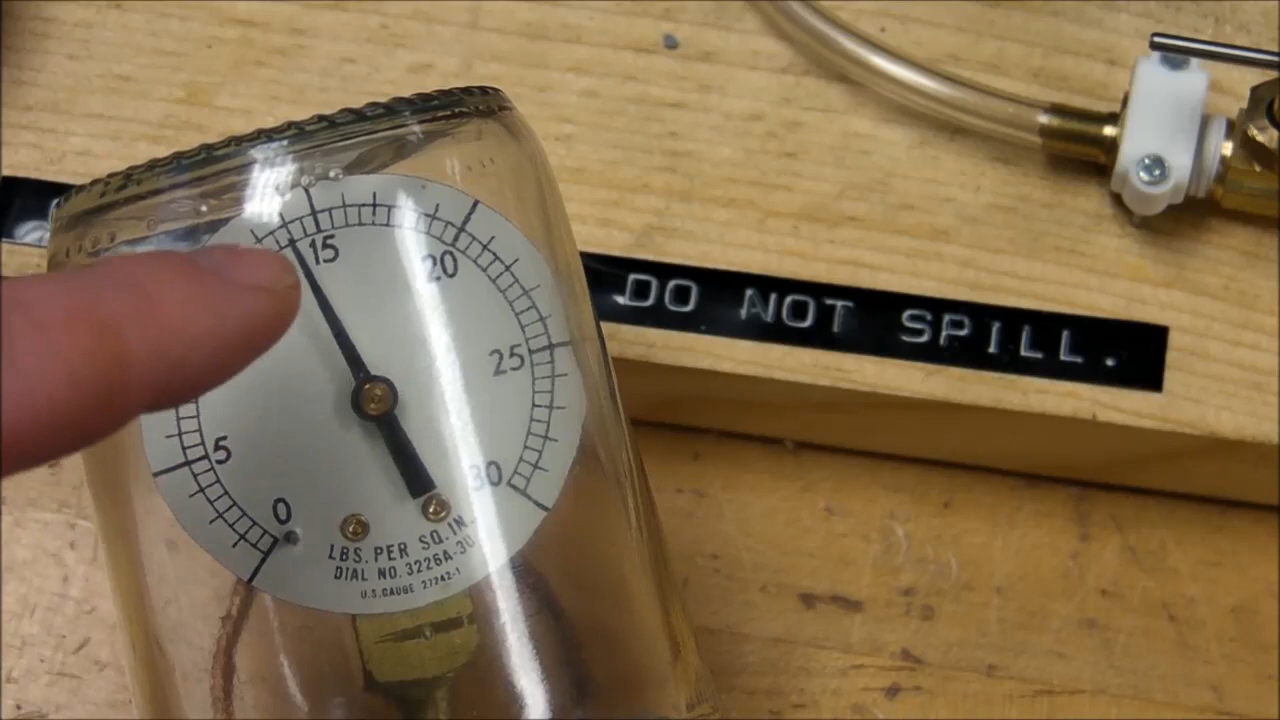 15
20
25
5
30
0
LBS. PER SQ. IN.
DIAL NO. 3226A-30
U.S. GAUGE 27242-1
DO NOT SPILL.